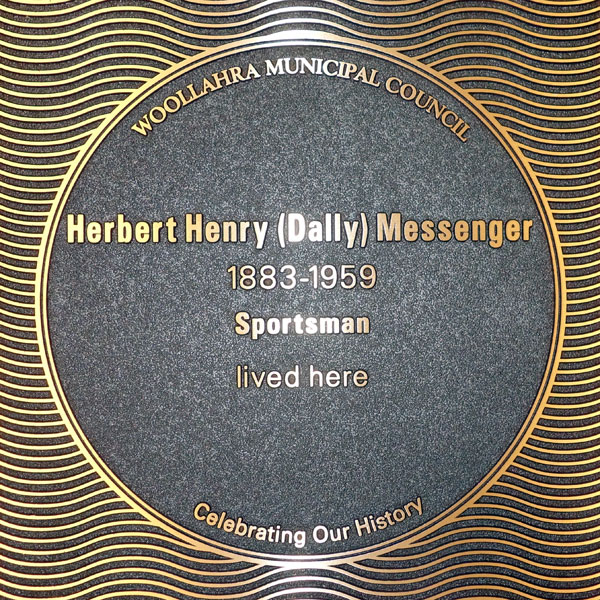 WOOLLAHRA MUNICIPAL COUNCIL
Herbert Henry (Dally) Messenger
1883-1959
Sportsman
lived here
Celebrating Our History